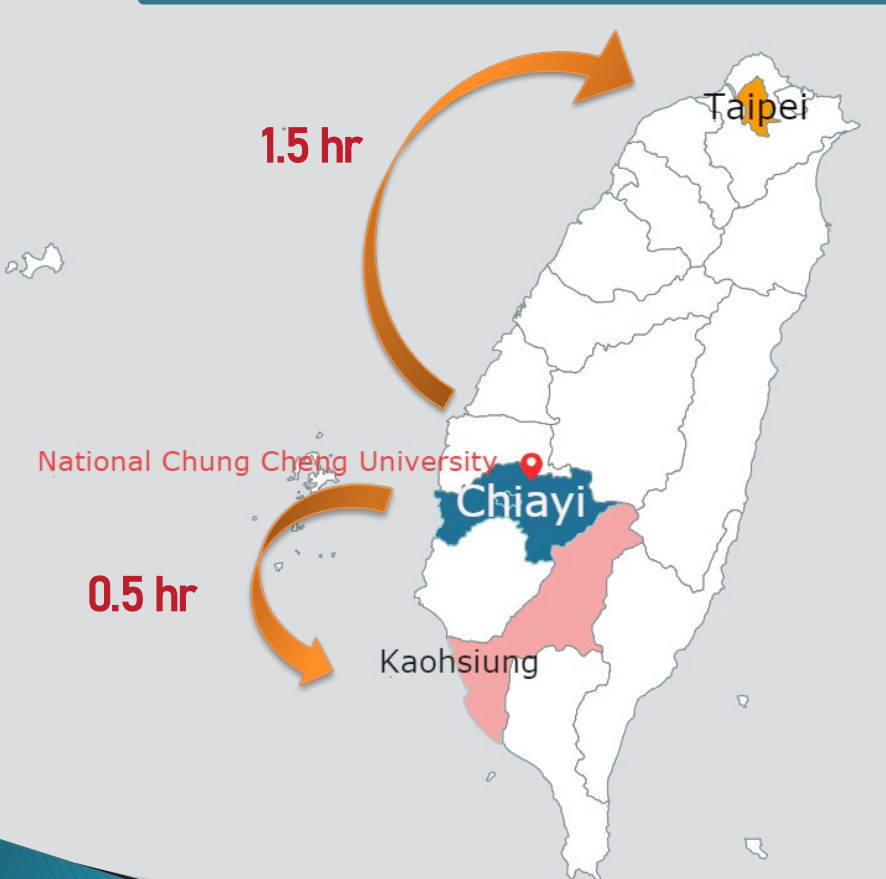 Taipei
1.5 hr
National Chung Cheng University
Chiayi
0.5 hr
Kaohsiung